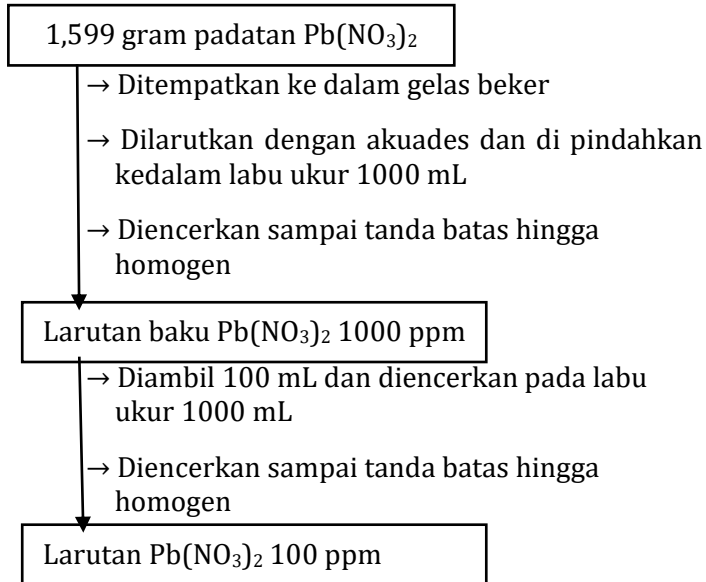 1,599 gram padatan Pb(NO₃)₂
→ Ditempatkan ke dalam gelas beker
→ Dilarutkan dengan akuades dan di pindahkan
kedalam labu ukur 1000 mL
→ Diencerkan sampai tanda batas hingga
homogen
Larutan baku Pb(NO₃)₂ 1000 ppm
→ Diambil 100 mL dan diencerkan pada labu
ukur 1000 mL
→ Diencerkan sampai tanda batas hingga
homogen
Larutan Pb(NO₃)₂ 100 ppm